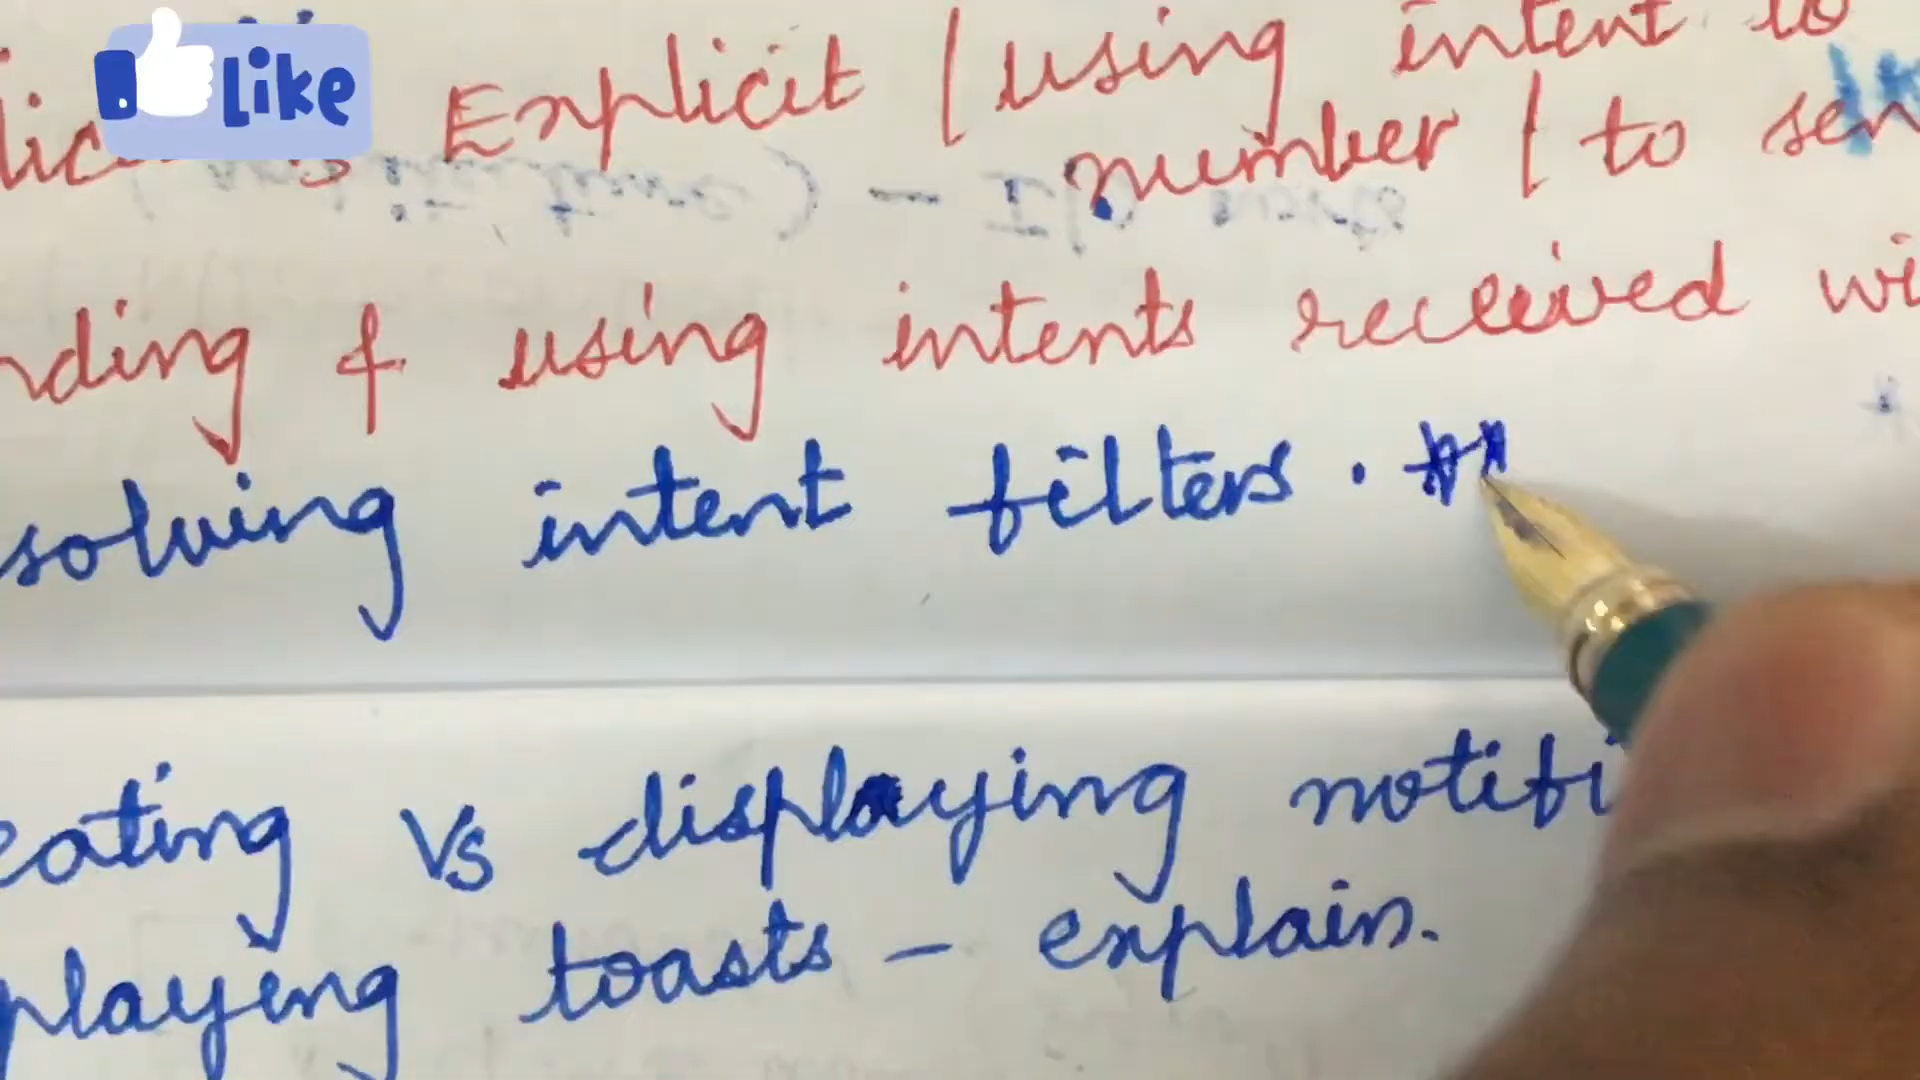 Like
Explicit / using intent to
number / to sen
nding & using intents received wi
solving intent filters. **
eating Vs displaying notifi
playing toasts - explain.